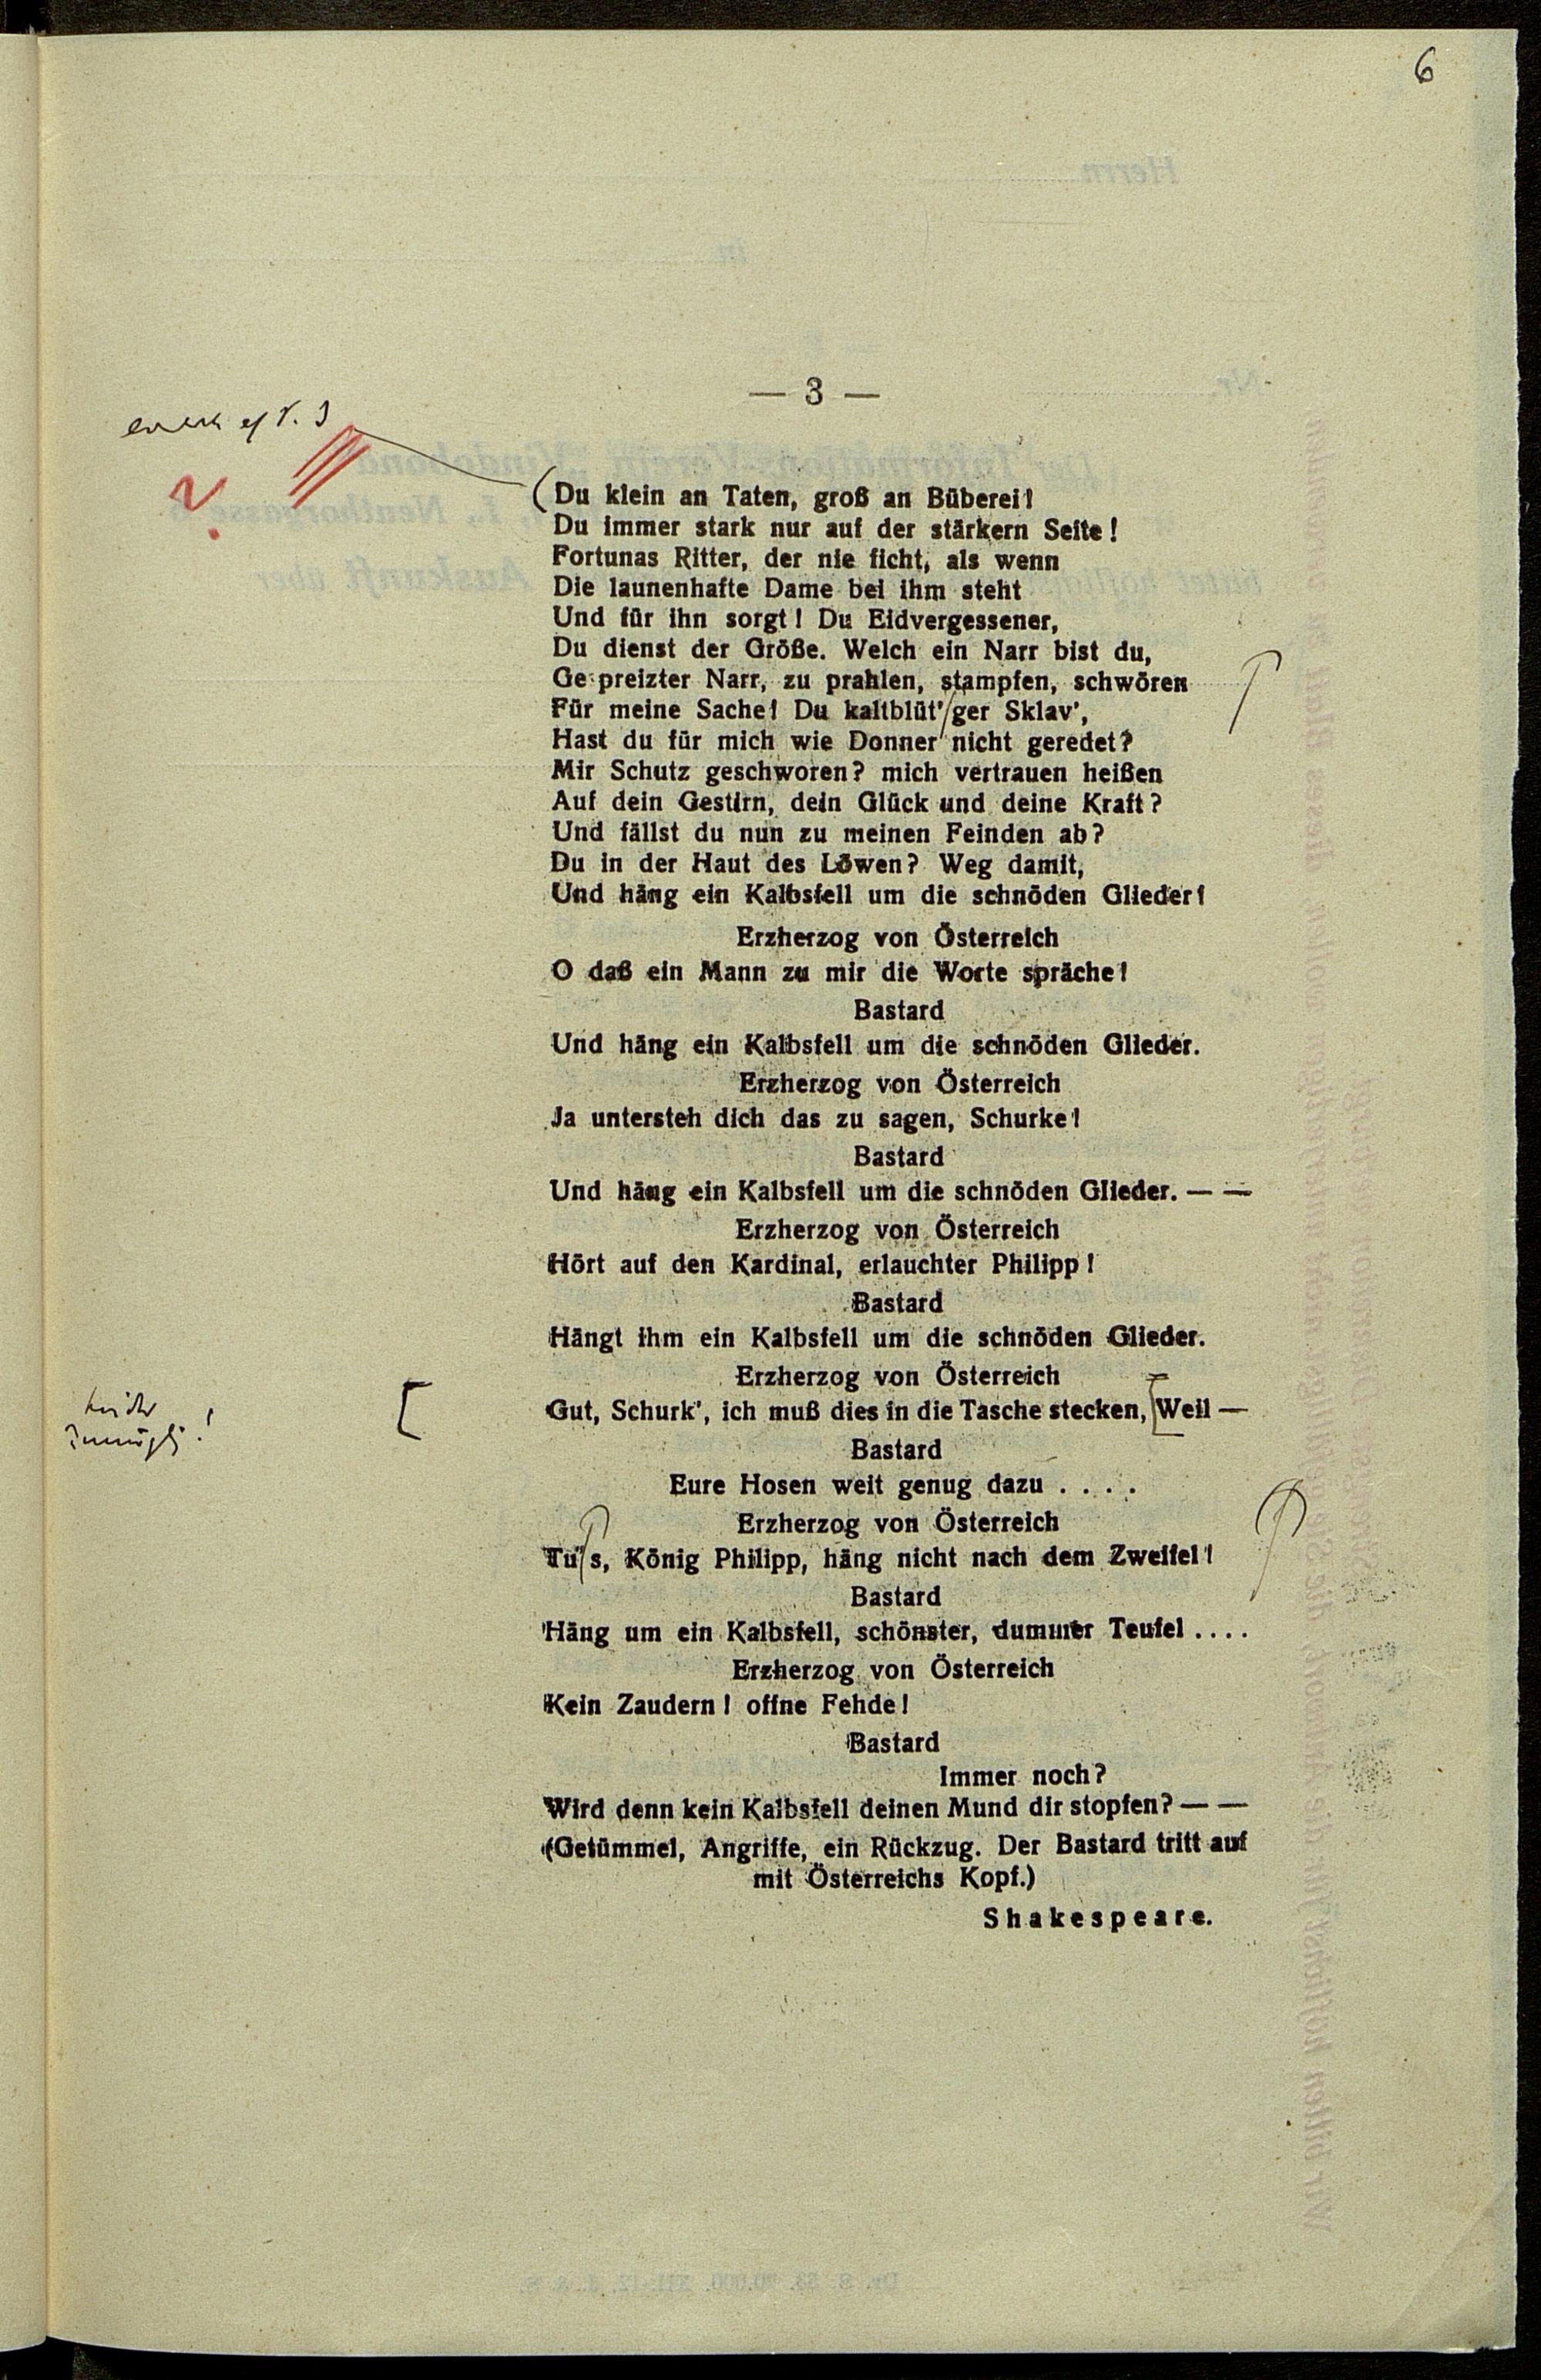 6
— 3 —
Du klein an Taten, groß an Büberei!
Du immer stark nur auf der stärkern Seite!
Fortunas Ritter, der nie ficht, als wenn
Die launenhafte Dame bei ihm steht
Und für ihn sorgt! Du Eidvergessener,
Du dienst der Größe. Welch ein Narr bist du,
Gespreizter Narr, zu prahlen, stampfen, schwören
Für meine Sache! Du kaltblüt'ger Sklav',
Hast du für mich wie Donner nicht geredet?
Mir Schutz geschworen? mich vertrauen heißen
Auf dein Gestirn, dein Glück und deine Kraft?
Und fällst du nun zu meinen Feinden ab?
Du in der Haut des Löwen? Weg damit,
Und häng ein Kalbsfell um die schnöden Glieder!
Erzherzog von Österreich
O daß ein Mann zu mir die Worte spräche!
Bastard
Und häng ein Kalbsfell um die schnöden Glieder.
Erzherzog von Österreich
Ja untersteh dich das zu sagen, Schurke!
Bastard
Und häng ein Kalbsfell um die schnöden Glieder. — —
Erzherzog von Österreich
Hört auf den Kardinal, erlauchter Philipp!
Bastard
Hängt ihm ein Kalbsfell um die schnöden Glieder.
Erzherzog von Österreich
Gut, Schurk', ich muß dies in die Tasche stecken, Weil —
Bastard
Eure Hosen weit genug dazu . . . .
Erzherzog von Österreich
Tu's, König Philipp, häng nicht nach dem Zweifel!
Bastard
Häng um ein Kalbsfell, schönster, dummer Teufel . . . .
Erzherzog von Österreich
Kein Zaudern! offne Fehde!
Bastard
Immer noch?
Wird denn kein Kalbsfell deinen Mund dir stopfen? — —
(Getümmel, Angriffe, ein Rückzug. Der Bastard tritt auf
mit Österreichs Kopf.)
Shakespeare.